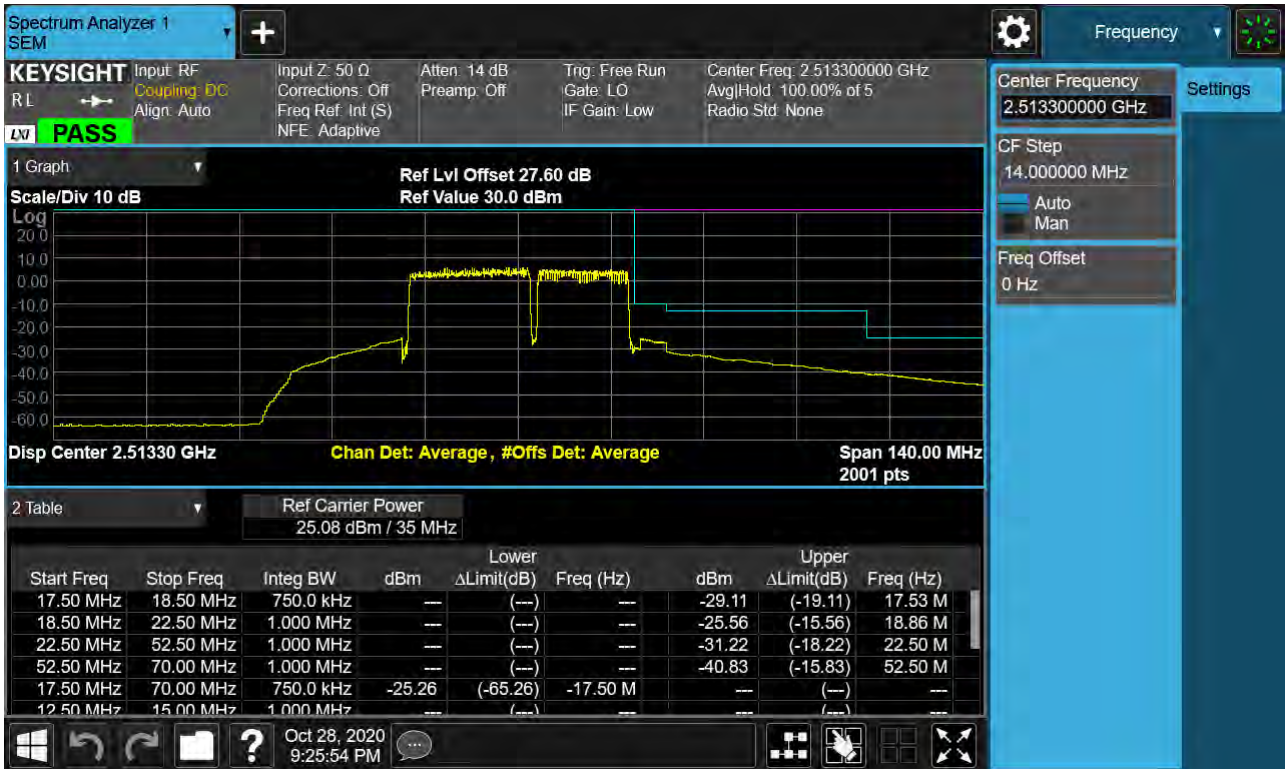 Spectrum Analyzer 1
SEM
Frequency
KEYSIGHT
RL
LXI PASS
Input: RF
Coupling: DC
Align: Auto
Input Z: 50 Ω
Corrections: Off
Freq Ref: Int (S)
NFE: Adaptive
Atten: 14 dB
Preamp: Off
Trig: Free Run
Gate: LO
IF Gain: Low
Center Freq: 2.513300000 GHz
Avg|Hold: 100.00% of 5
Radio Std: None
Center Frequency
2.513300000 GHz
Settings
CF Step
14.000000 MHz
Auto
Man
Freq Offset
0 Hz
1 Graph
Ref Lvl Offset 27.60 dB
Scale/Div 10 dB
Ref Value 30.0 dBm
Log
20.0
10.0
0.00
-10.0
-20.0
-30.0
-40.0
-50.0
-60.0
Disp Center 2.51330 GHz
Chan Det: Average, #Offs Det: Average
Span 140.00 MHz
2001 pts
2 Table
Ref Carrier Power
25.08 dBm / 35 MHz
Lower Upper
Start Freq Stop Freq Integ BW dBm ΔLimit(dB) Freq (Hz) dBm ΔLimit(dB) Freq (Hz)
17.50 MHz 18.50 MHz 750.0 kHz --- (---) --- -29.11 (-19.11) 17.53 M
18.50 MHz 22.50 MHz 1.000 MHz --- (---) --- -25.56 (-15.56) 18.86 M
22.50 MHz 52.50 MHz 1.000 MHz --- (---) --- -31.22 (-18.22) 22.50 M
52.50 MHz 70.00 MHz 1.000 MHz --- (---) --- -40.83 (-15.83) 52.50 M
17.50 MHz 70.00 MHz 750.0 kHz -25.26 (-65.26) -17.50 M --- (---) ---
12.50 MHz 15.00 MHz 1.000 MHz --- (---) --- --- (---) ---
?
Oct 28, 2020
9:25:54 PM